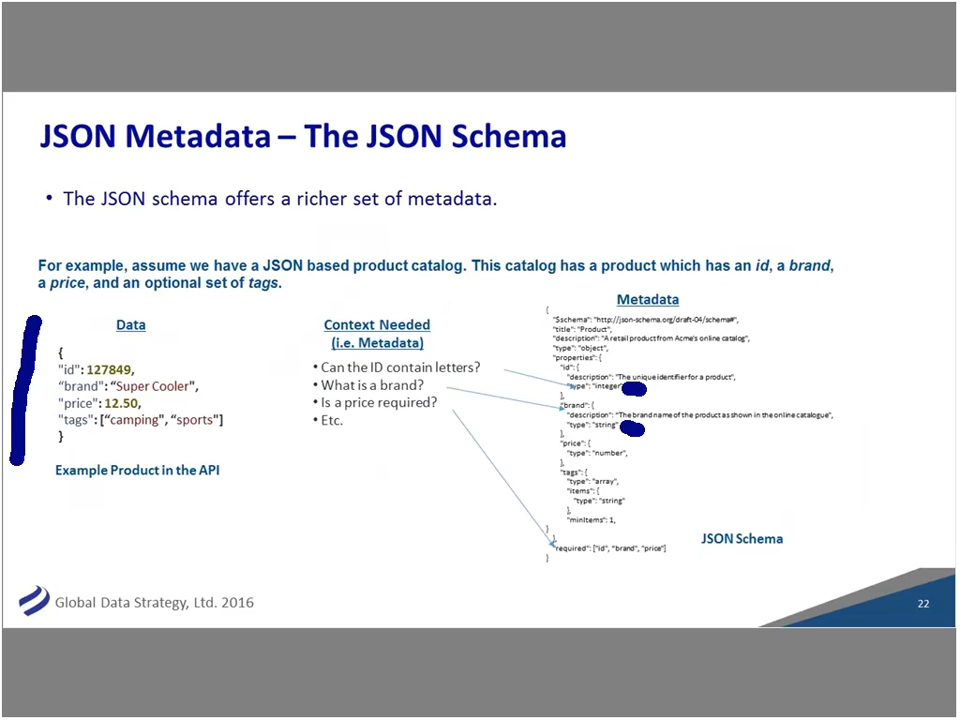 JSON Metadata – The JSON Schema
• The JSON schema offers a richer set of metadata.
For example, assume we have a JSON based product catalog. This catalog has a product which has an id, a brand,
a price, and an optional set of tags.
Data
{
"id": 127849,
“brand": “Super Cooler",
"price": 12.50,
"tags": [“camping", “sports"]
}
Example Product in the API
Context Needed
(i.e. Metadata)
• Can the ID contain letters?
• What is a brand?
• Is a price required?
• Etc.
Metadata
{
"$schema": "http://json-schema.org/draft-04/schema#",
"title": "Product",
"description": "A retail product from Acme's online catalog",
"type": "object",
"properties": {
"id": {
"description": "The unique identifier for a product",
"type": "integer"
},
"brand": {
"description": "The brand name of the product as shown in the online catalogue",
"type": "string"
},
"price": {
"type": "number",
},
"tags": {
"type": "array",
"items": {
"type": "string"
},
"minItems": 1,
}
},
"required": ["id", "brand", "price"]
}
JSON Schema
Global Data Strategy, Ltd. 2016
22